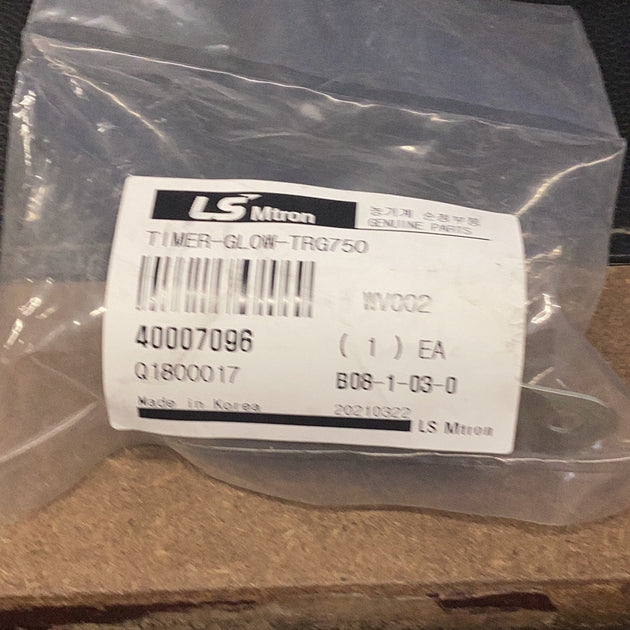 LS Mtron
농기계 순정부품
GENUINE PARTS
TIMER-GLOW-TRG750
WV002
40007096
( 1 ) EA
Q1800017
B08-1-03-0
Made in Korea
20210322
LS Mtron